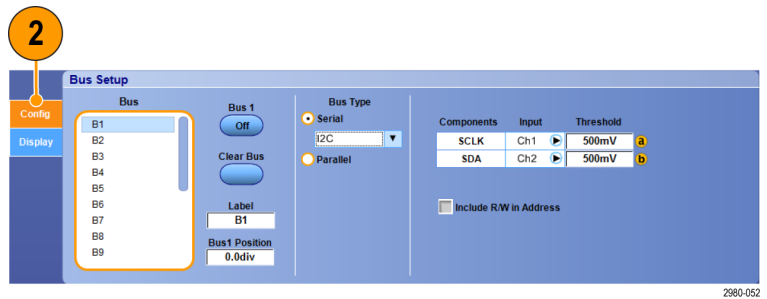 2
Bus Setup
Config
Display
Bus
B1
B2
B3
B4
B5
B6
B7
B8
B9
Bus 1
Off
Clear Bus
Label
B1
Bus1 Position
0.0div
Bus Type
Serial
I2C
Parallel
Components Input Threshold
SCLK Ch1 500mV a
SDA Ch2 500mV b
Include R/W in Address
2980-052